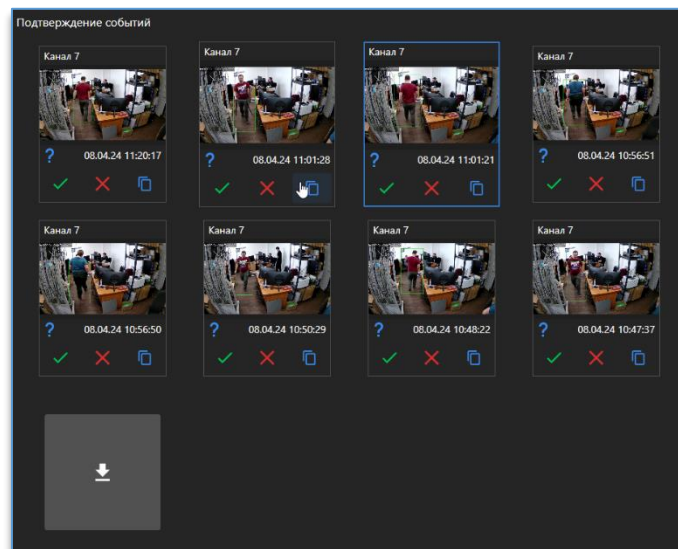 Подтверждение событий
Канал 7
Канал 7
Канал 7
Канал 7
? 08.04.24 11:20:17
? 08.04.24 11:01:28
? 08.04.24 11:01:21
? 08.04.24 10:56:51
Канал 7
Канал 7
Канал 7
Канал 7
? 08.04.24 10:56:50
? 08.04.24 10:50:29
? 08.04.24 10:48:22
? 08.04.24 10:47:37